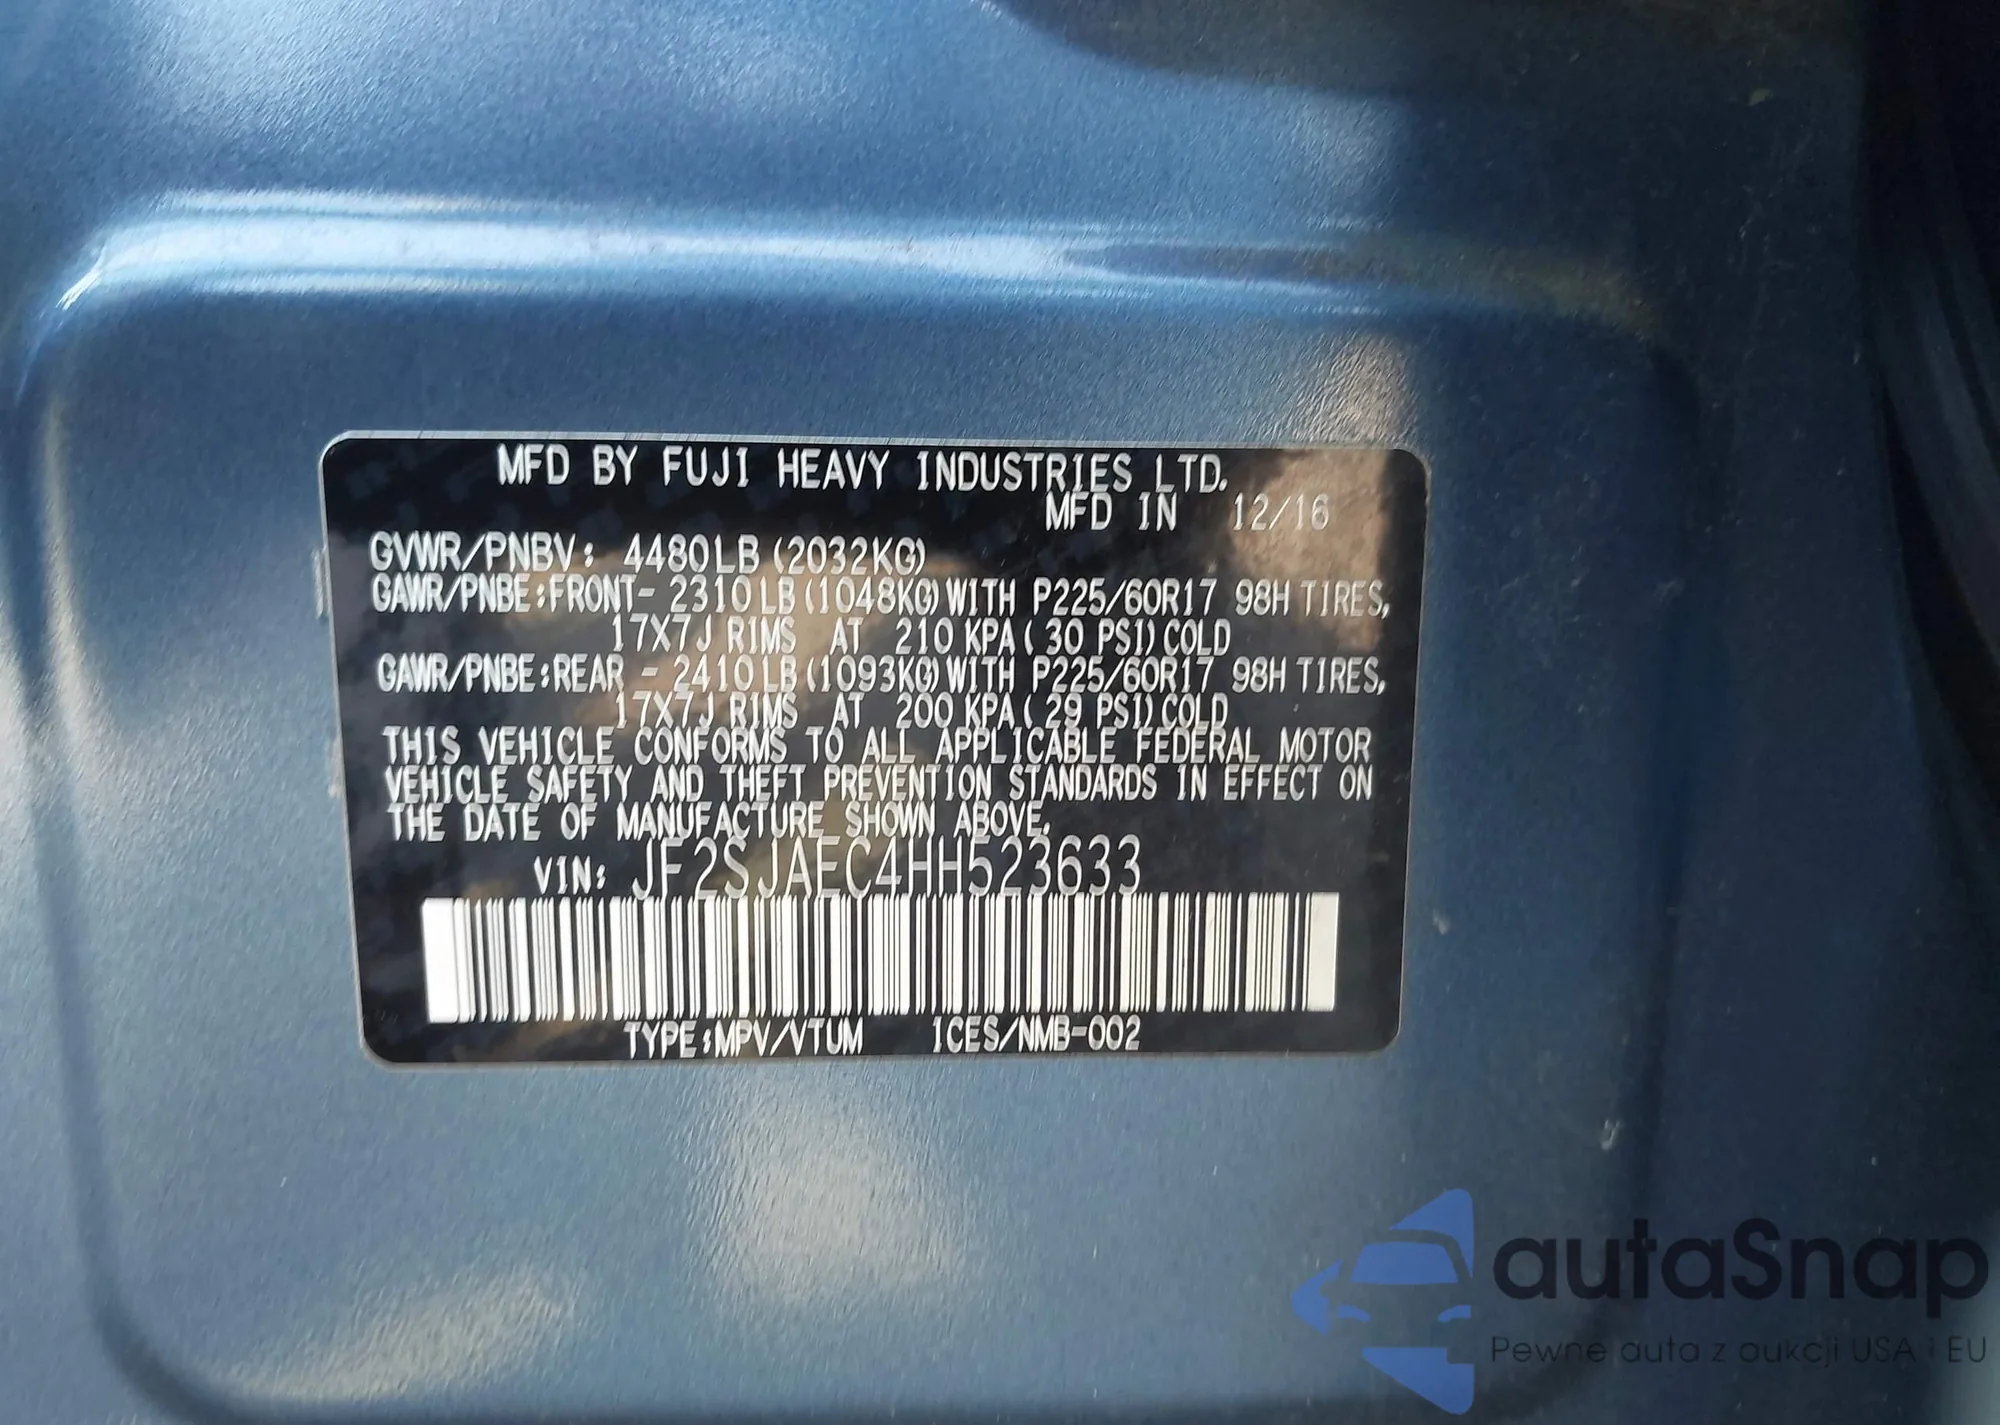 MFD BY FUJI HEAVY INDUSTRIES LTD.
MFD IN 12/16
GVWR/PNBV: 4480LB (2032KG)
GAWR/PNBE:FRONT- 2310LB (1048KG) WITH P225/60R17 98H TIRES,
17X7J RIMS AT 210 KPA (30 PSI) COLD
GAWR/PNBE:REAR - 2410LB (1093KG) WITH P225/60R17 98H TIRES,
17X7J RIMS AT 200 KPA (29 PSI) COLD
THIS VEHICLE CONFORMS TO ALL APPLICABLE FEDERAL MOTOR
VEHICLE SAFETY AND THEFT PREVENTION STANDARDS IN EFFECT ON
THE DATE OF MANUFACTURE SHOWN ABOVE.
VIN: JF2SJAEC4HH523633
TYPE:MPV/VTUM ICES/NMB-002
autaSnap
Pewne auta z aukcji USA i EU